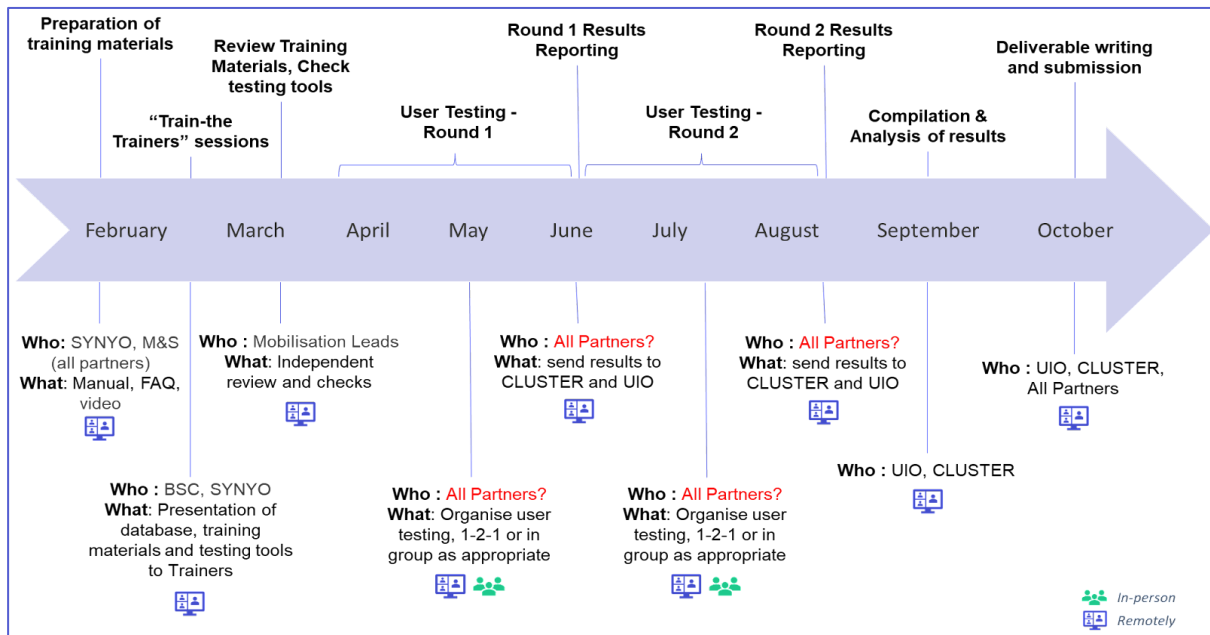 Preparation of
training materials
“Train-the
Trainers” sessions
Review Training
Materials, Check
testing tools
User Testing -
Round 1
Round 1 Results
Reporting
User Testing -
Round 2
Round 2 Results
Reporting
Compilation &
Analysis of results
Deliverable writing
and submission
February
March
April
May
June
July
August
September
October
Who: SYNYO, M&S
(all partners)
What: Manual, FAQ,
video
Who : BSC, SYNYO
What: Presentation of
database, training
materials and testing tools
to Trainers
Who : Mobilisation Leads
What: Independent
review and checks
Who : All Partners?
What: Organise user
testing, 1-2-1 or in
group as appropriate
Who : All Partners?
What: send results to
CLUSTER and UIO
Who : All Partners?
What: Organise user
testing, 1-2-1 or in
group as appropriate
Who : All Partners?
What: send results to
CLUSTER and UIO
Who : UIO, CLUSTER
Who : UIO, CLUSTER,
All Partners
In-person
Remotely